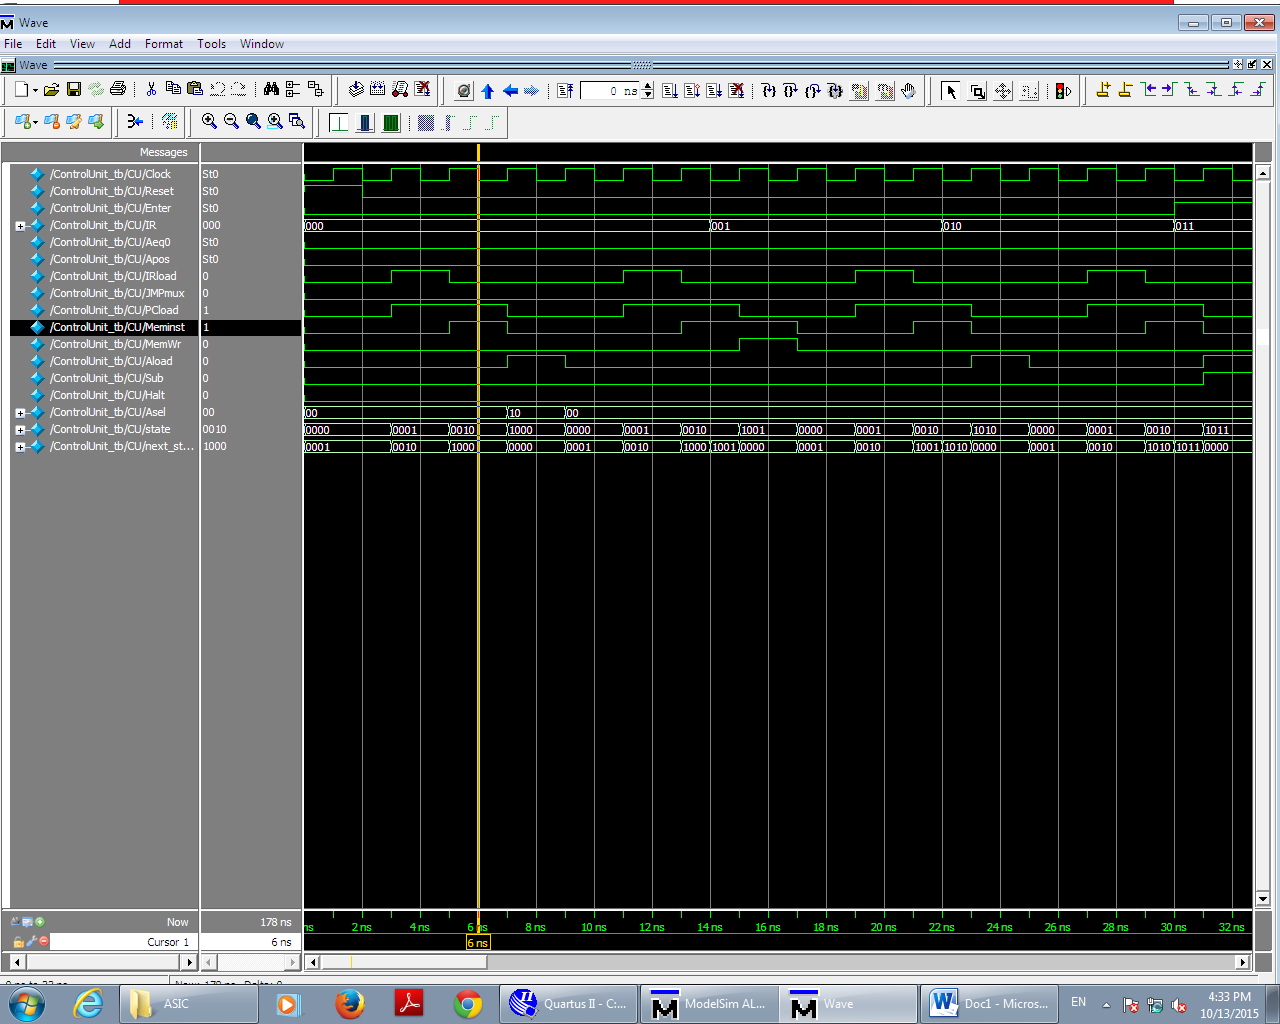 Wave
File Edit View Add Format Tools Window
Wave
0 ns
Messages
/ControlUnit_tb/CU/Clock St0
/ControlUnit_tb/CU/Reset St0
/ControlUnit_tb/CU/Enter St0
/ControlUnit_tb/CU/IR 000 000 001 010 011
/ControlUnit_tb/CU/Aeq0 St0
/ControlUnit_tb/CU/Apos St0
/ControlUnit_tb/CU/IRload 0
/ControlUnit_tb/CU/JMPmux 0
/ControlUnit_tb/CU/PCload 1
/ControlUnit_tb/CU/Meminst 1
/ControlUnit_tb/CU/MemWr 0
/ControlUnit_tb/CU/Aload 0
/ControlUnit_tb/CU/Sub 0
/ControlUnit_tb/CU/Halt 0
/ControlUnit_tb/CU/Asel 00 00 10 00
/ControlUnit_tb/CU/state 0010 0000 0001 0010 1000 0000 0001 0010 1001 0000 0001 0010 1010 0000 0001 0010 1011
/ControlUnit_tb/CU/next_st... 1000 0001 0010 1000 0000 0001 0010 1000 1001 0000 0001 0010 1001 1010 0000 0001 0010 1010 1011 0000
Now 178 ns ns 2 ns 4 ns 6 ns 8 ns 10 ns 12 ns 14 ns 16 ns 18 ns 20 ns 22 ns 24 ns 26 ns 28 ns 30 ns 32 ns
Cursor 1 6 ns 6 ns
ASIC Quartus II - C:... ModelSim AL... Wave Doc1 - Micros... EN 4:33 PM
10/13/2015